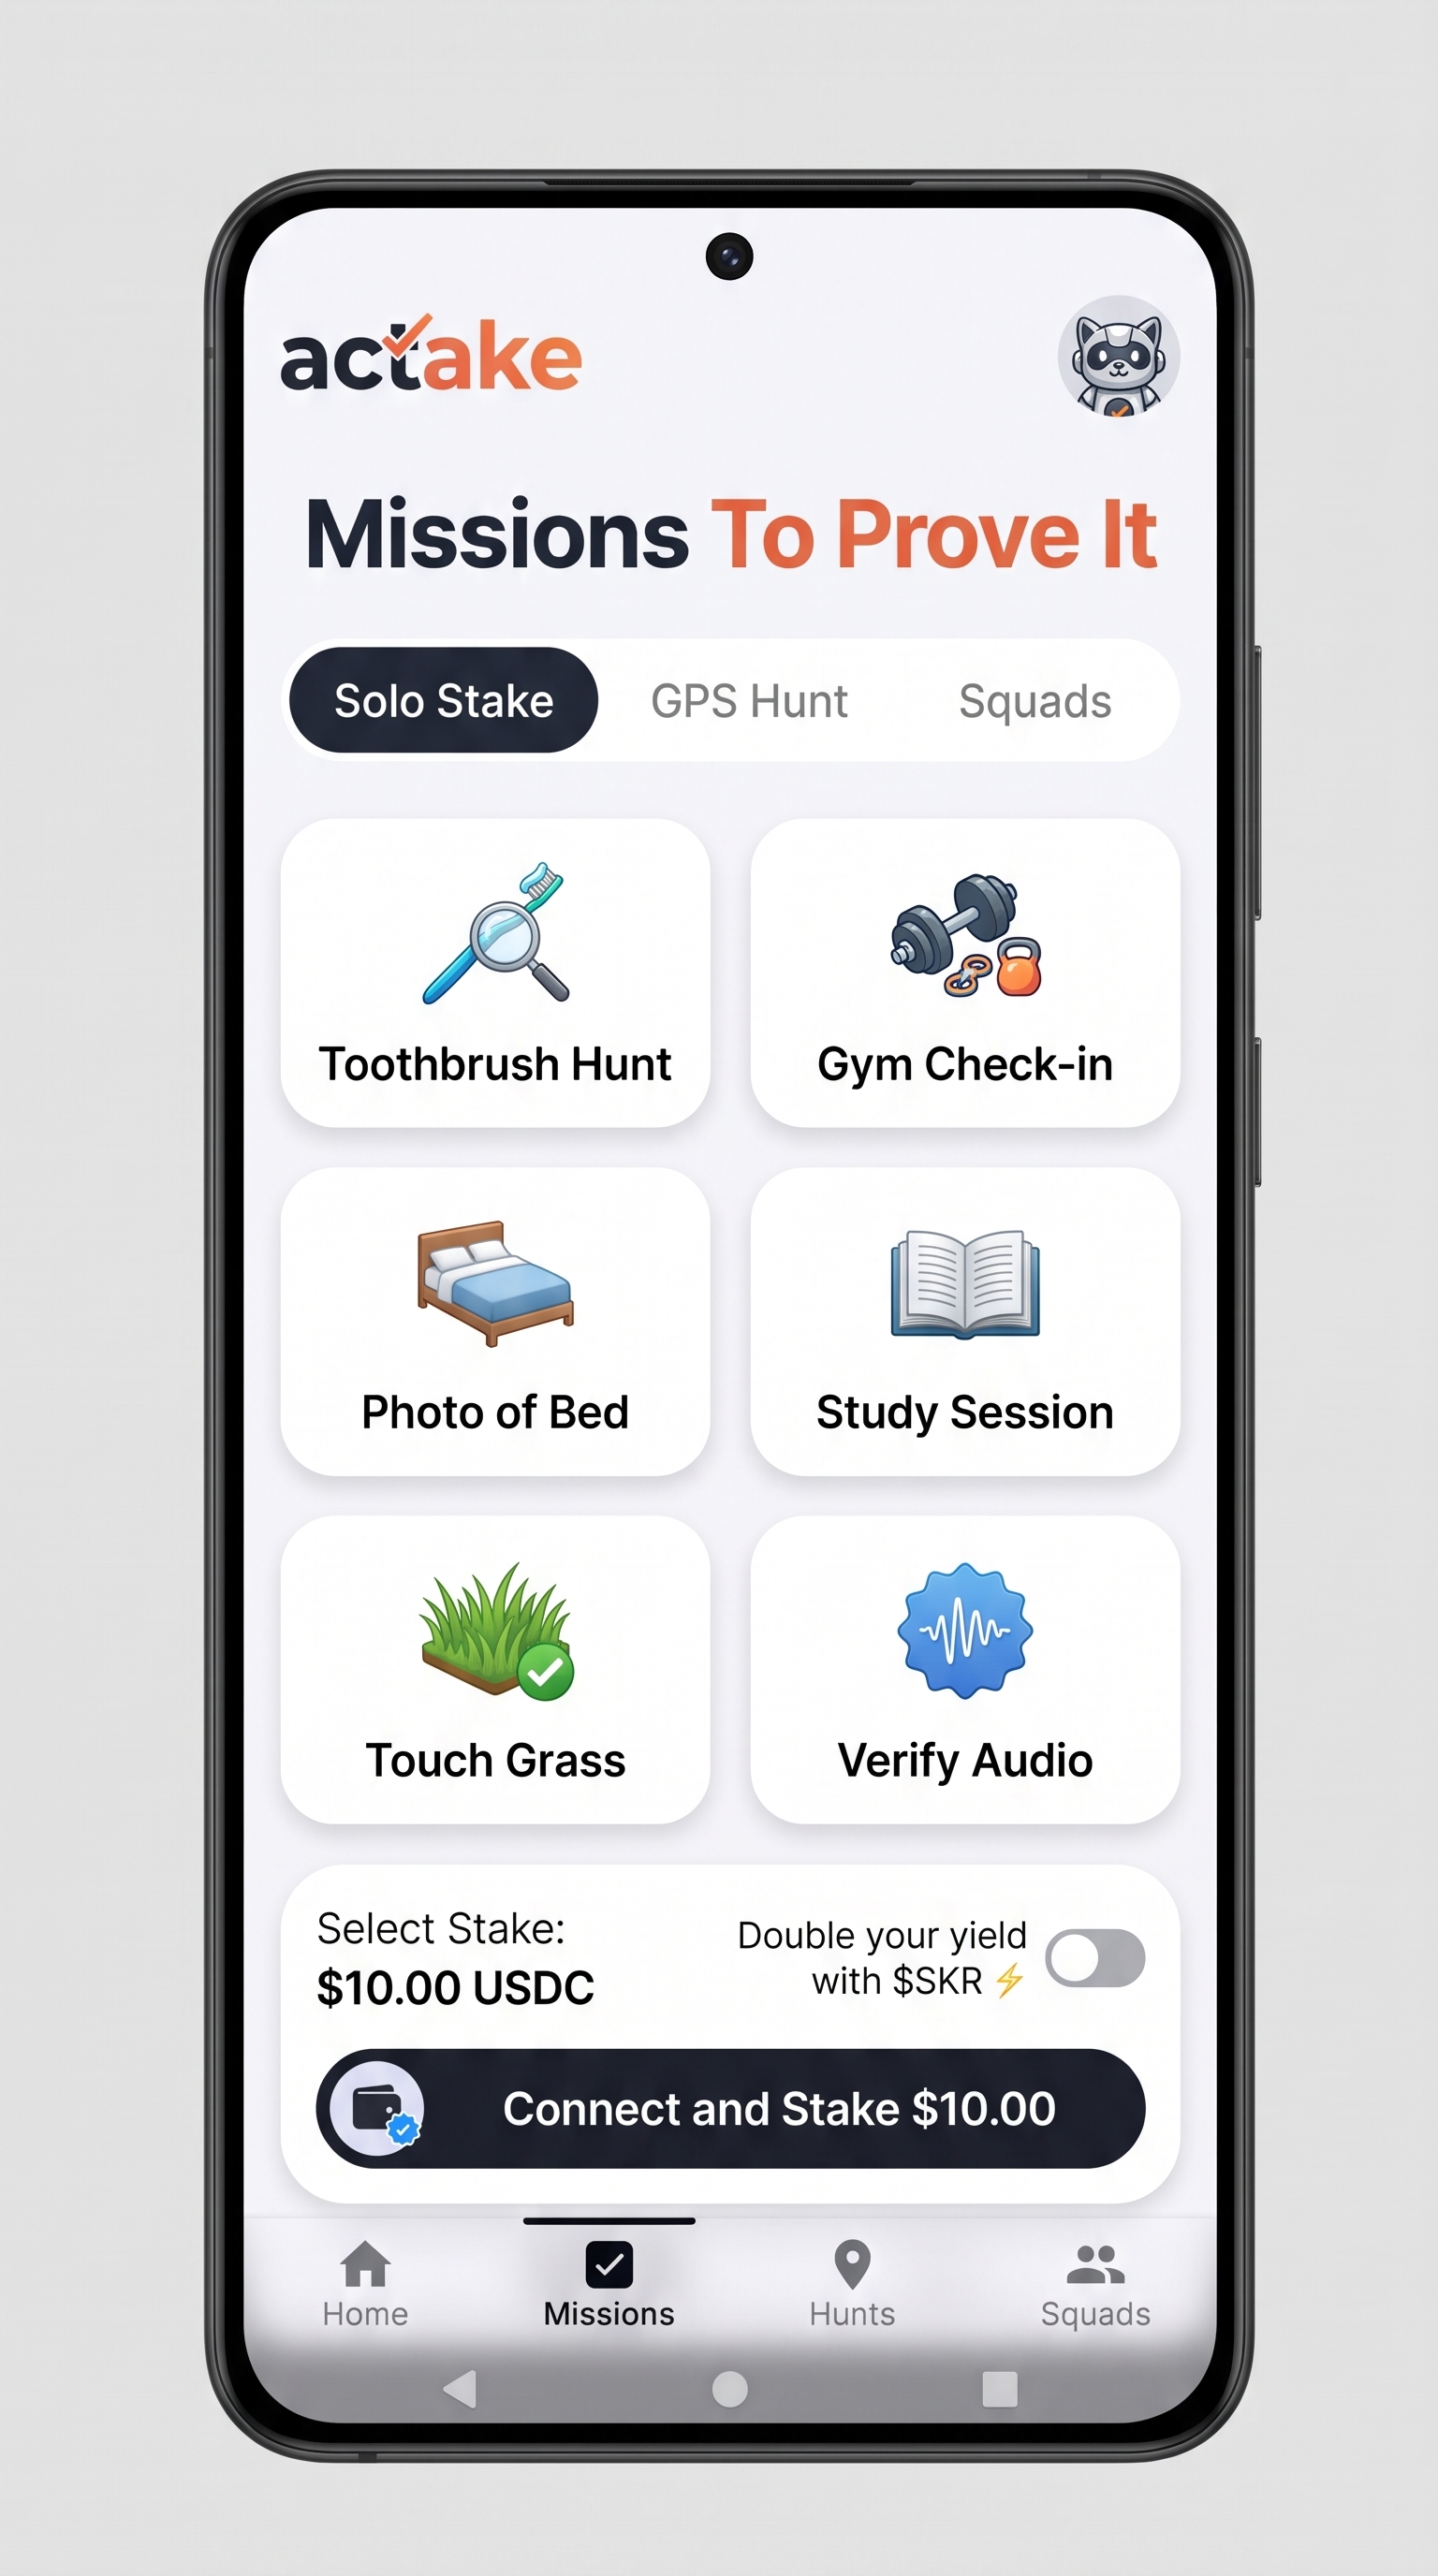 actake
Missions To Prove It
Solo Stake
GPS Hunt
Squads
Toothbrush Hunt
Gym Check-in
Photo of Bed
Study Session
Touch Grass
Verify Audio
Select Stake:
$10.00 USDC
Double your yield
with $SKR ⚡
Connect and Stake $10.00
Home
Missions
Hunts
Squads